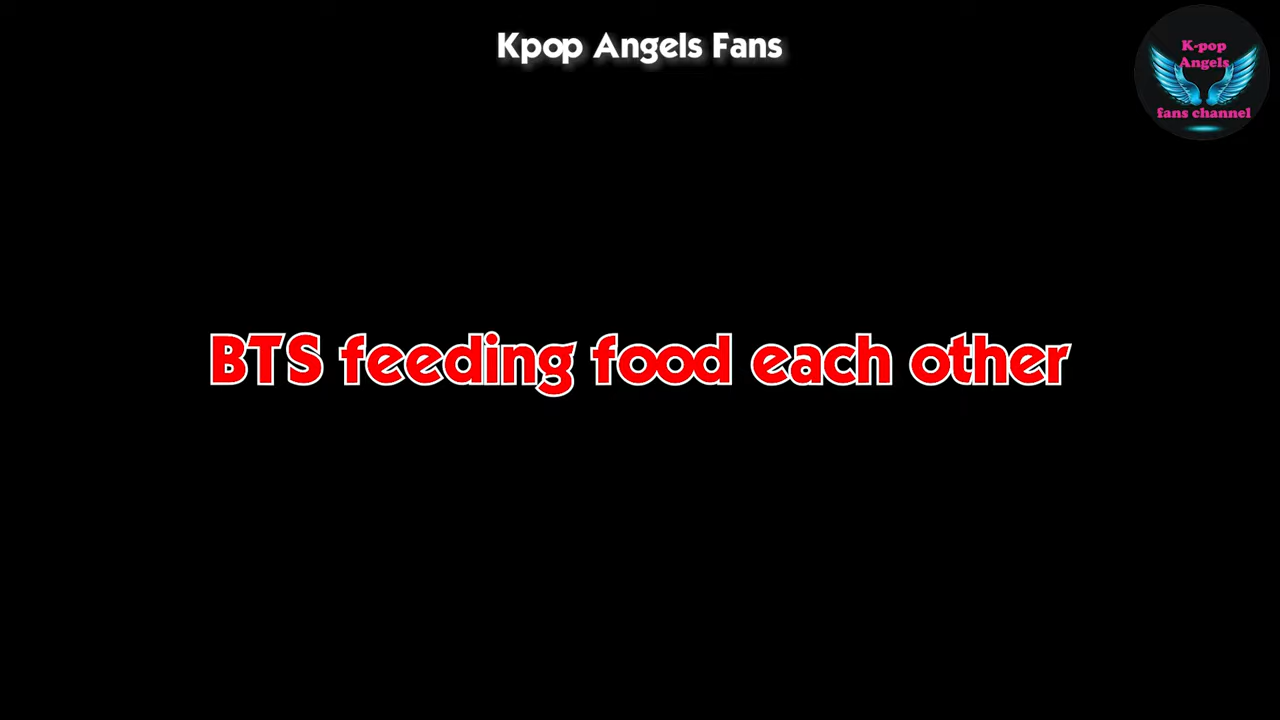 Kpop Angels Fans
K-pop
Angels
fans channel
BTS feeding food each other